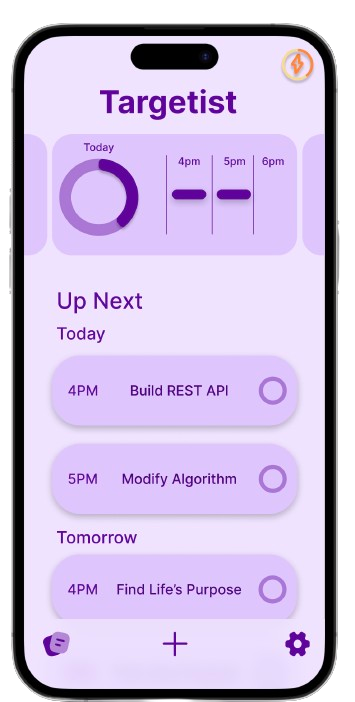 Targetist
Today
4pm 5pm 6pm
Up Next
Today
4PM Build REST API
5PM Modify Algorithm
Tomorrow
4PM Find Life's Purpose